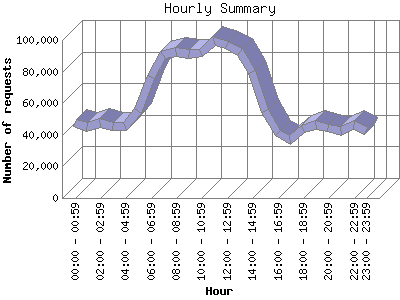 Hourly Summary
Number of requests
100,000
80,000
60,000
40,000
20,000
0
00:00 - 00:59
02:00 - 02:59
04:00 - 04:59
06:00 - 06:59
08:00 - 08:59
10:00 - 10:59
12:00 - 12:59
14:00 - 14:59
16:00 - 16:59
18:00 - 18:59
20:00 - 20:59
22:00 - 22:59
23:00 - 23:59
Hour